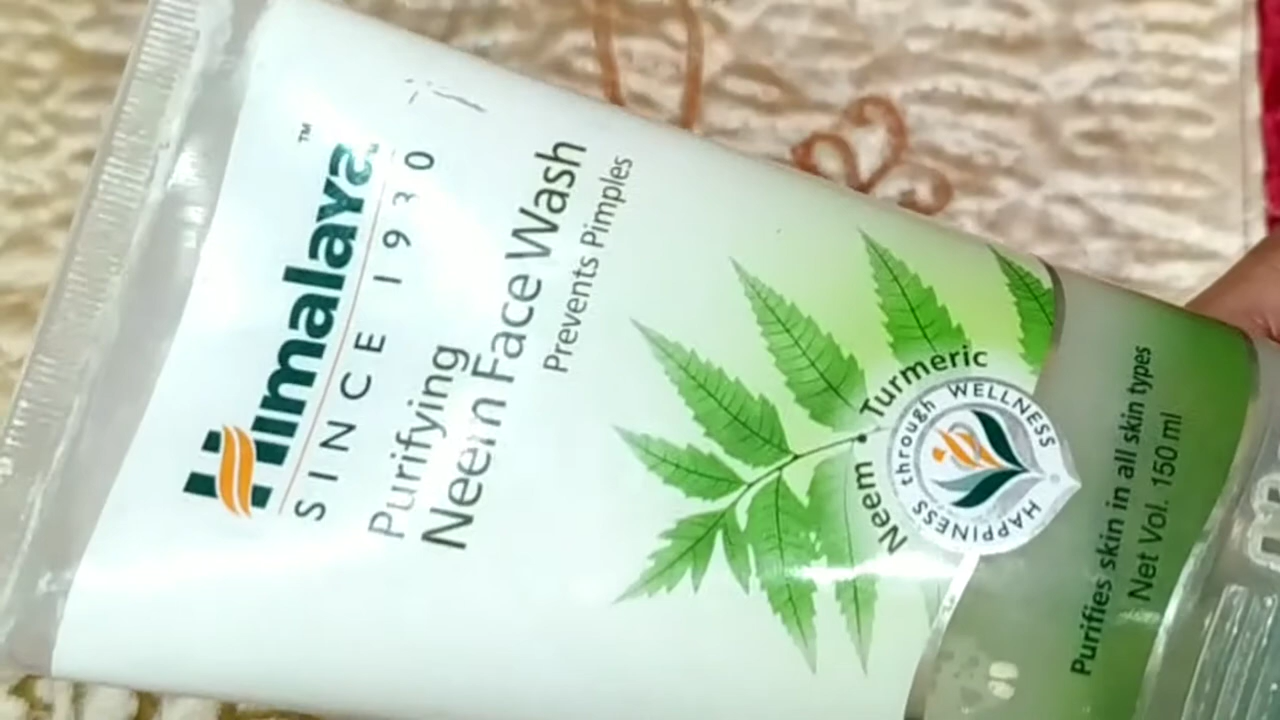 Himalaya™
SINCE 1930
Purifying
Neem Face Wash
Prevents Pimples
Neem • Turmeric
HAPPINESS through WELLNESS
Purifies skin in all skin types
Net Vol. 150 ml